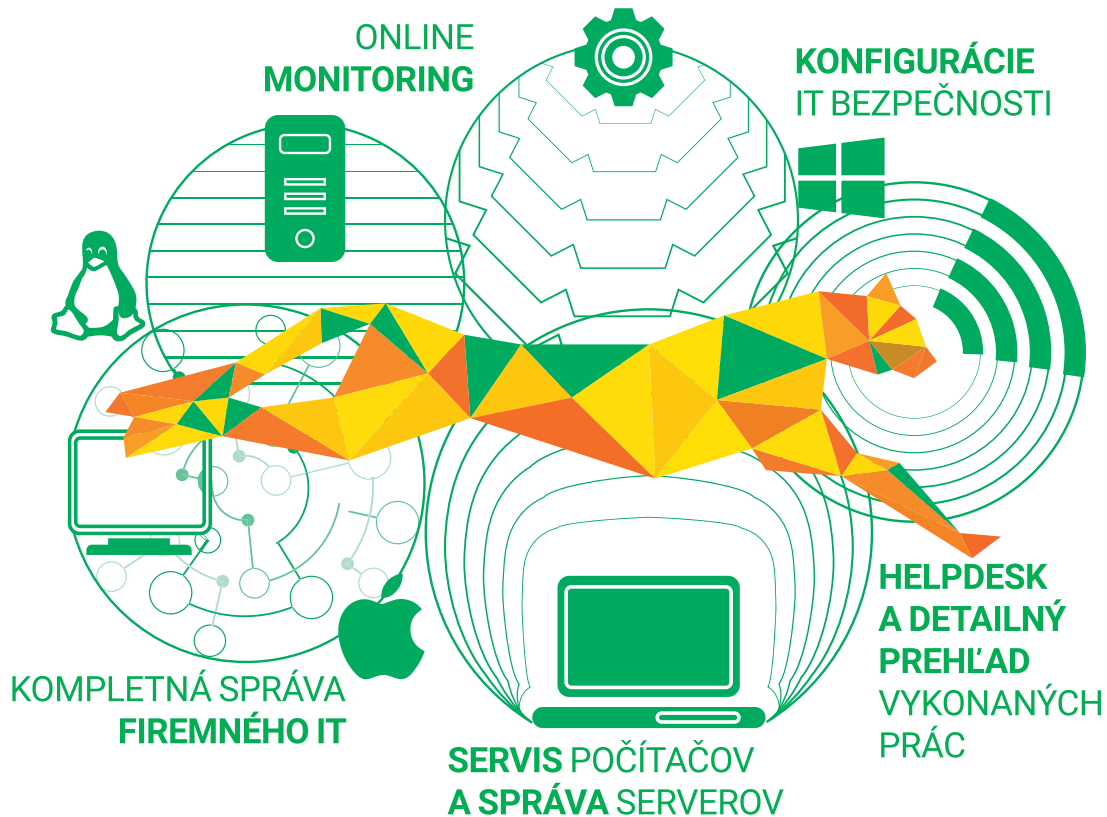 ONLINE
MONITORING
KONFIGURÁCIE
IT BEZPEČNOSTI
HELPDESK
A DETAILNÝ
PREHĽAD
VYKONANÝCH
PRÁC
KOMPLETNÁ SPRÁVA
FIREMNÉHO IT
SERVIS POČÍTAČOV
A SPRÁVA SERVEROV